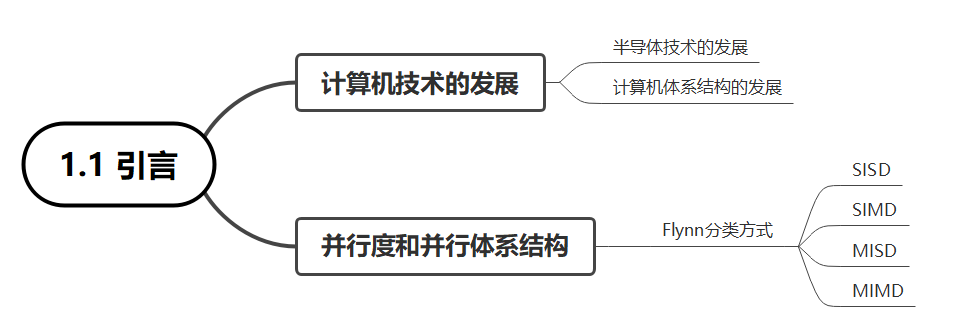 半导体技术的发展
计算机技术的发展
计算机体系结构的发展
1.1 引言
SISD
SIMD
Flynn分类方式
并行度和并行体系结构
MISD
MIMD